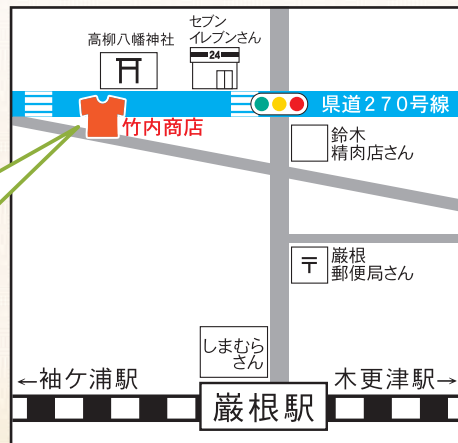 セブン
イレブンさん
高柳八幡神社
24
県道270号線
竹内商店
鈴木
精肉店さん
〒
巌根
郵便局さん
しまむら
さん
←袖ケ浦駅
木更津駅→
巌根駅